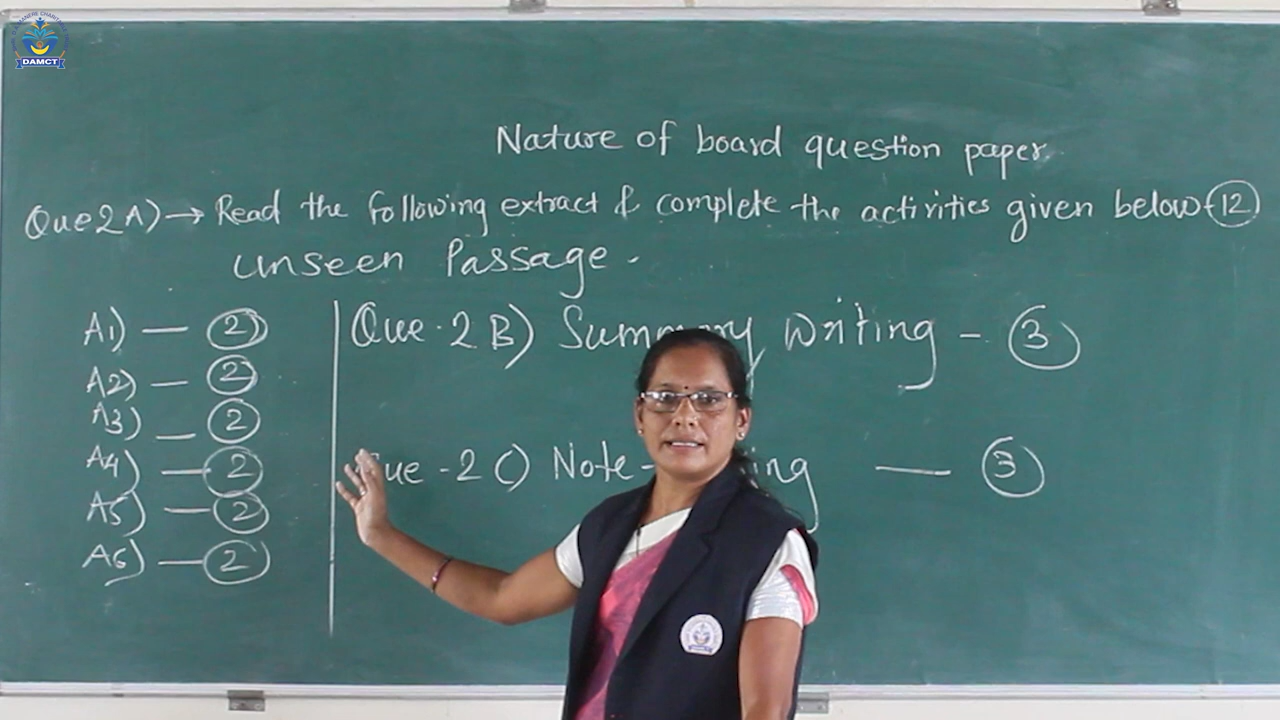 DAMCT
Nature of board question paper
Que 2 A) → Read the following extract & complete the activities given below - 12
unseen Passage.
A1) — 2
A2) — 2
A3) — 2
A4) — 2
A5) — 2
A6) — 2
Que. 2 B) Summary Writing - 3
Que - 2 C) Note- — 3